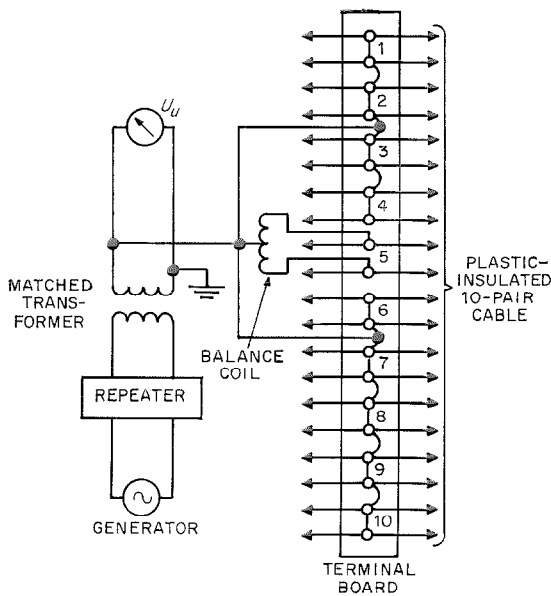 U_u
1
2
3
4
5
6
7
8
9
10
MATCHED
TRANS-
FORMER
BALANCE
COIL
REPEATER
GENERATOR
PLASTIC-
INSULATED
10-PAIR
CABLE
TERMINAL
BOARD